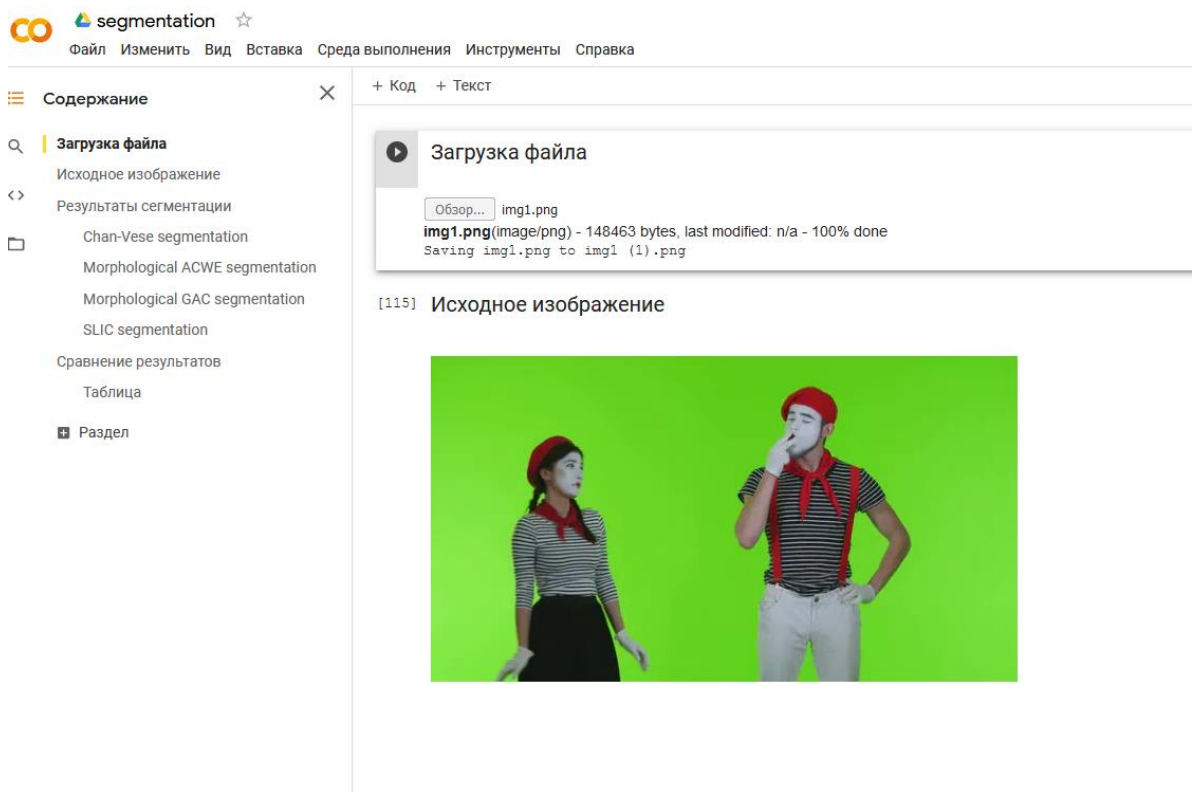 segmentation
Файл Изменить Вид Вставка Среда выполнения Инструменты Справка
Содержание
Загрузка файла
Исходное изображение
Результаты сегментации
Chan-Vese segmentation
Morphological ACWE segmentation
Morphological GAC segmentation
SLIC segmentation
Сравнение результатов
Таблица
Раздел
+ Код + Текст
Загрузка файла
Обзор... img1.png
img1.png(image/png) - 148463 bytes, last modified: n/a - 100% done
Saving img1.png to img1 (1).png
[115] Исходное изображение